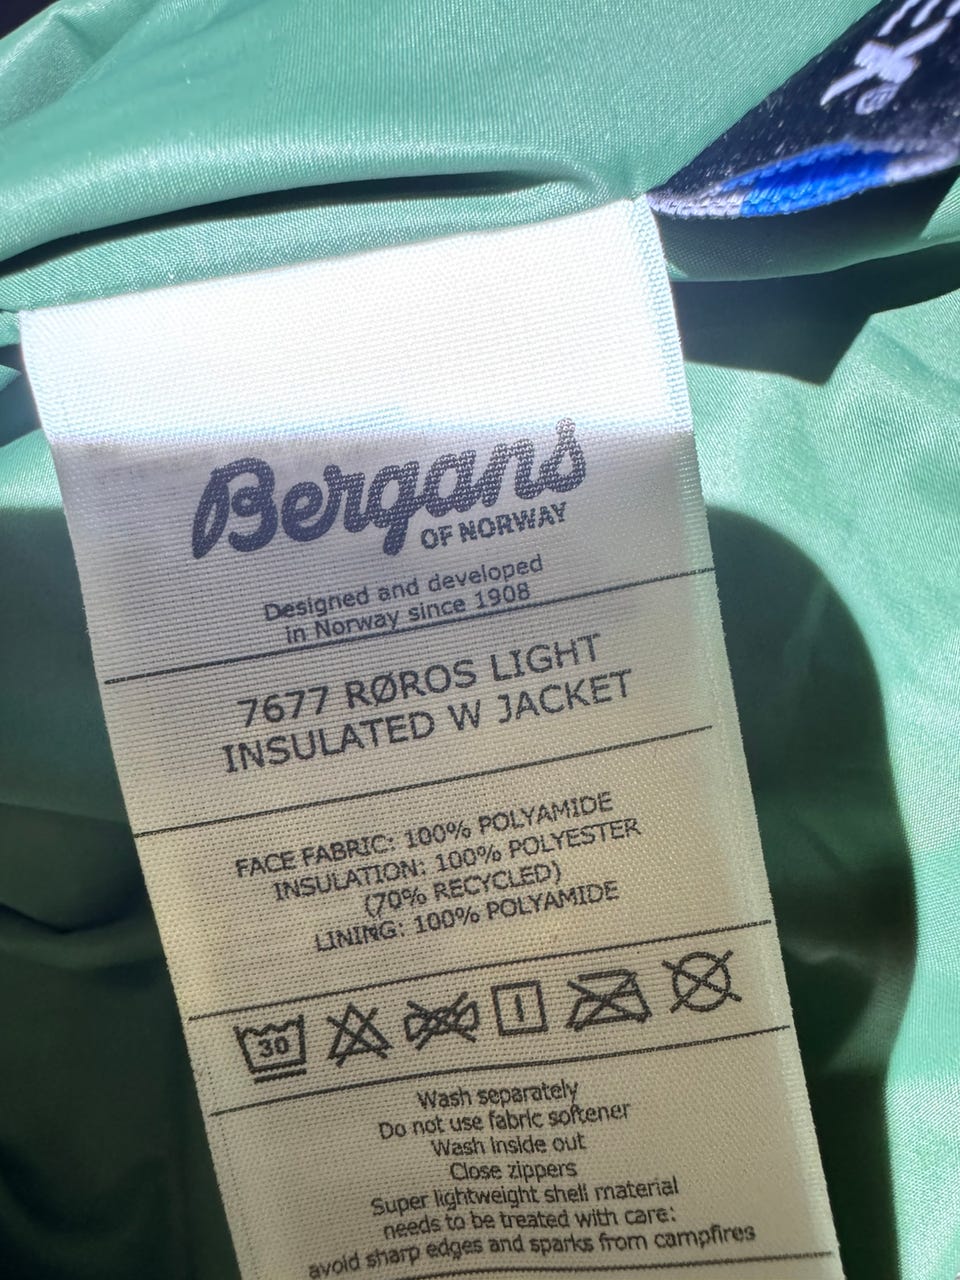 Bergans
OF NORWAY
Designed and developed
in Norway since 1908
7677 RØROS LIGHT
INSULATED W JACKET
FACE FABRIC: 100% POLYAMIDE
INSULATION: 100% POLYESTER
(70% RECYCLED)
LINING: 100% POLYAMIDE
30
Wash separately
Do not use fabric softener
Wash inside out
Close zippers
Super lightweight shell material
needs to be treated with care:
avoid sharp edges and sparks from campfires